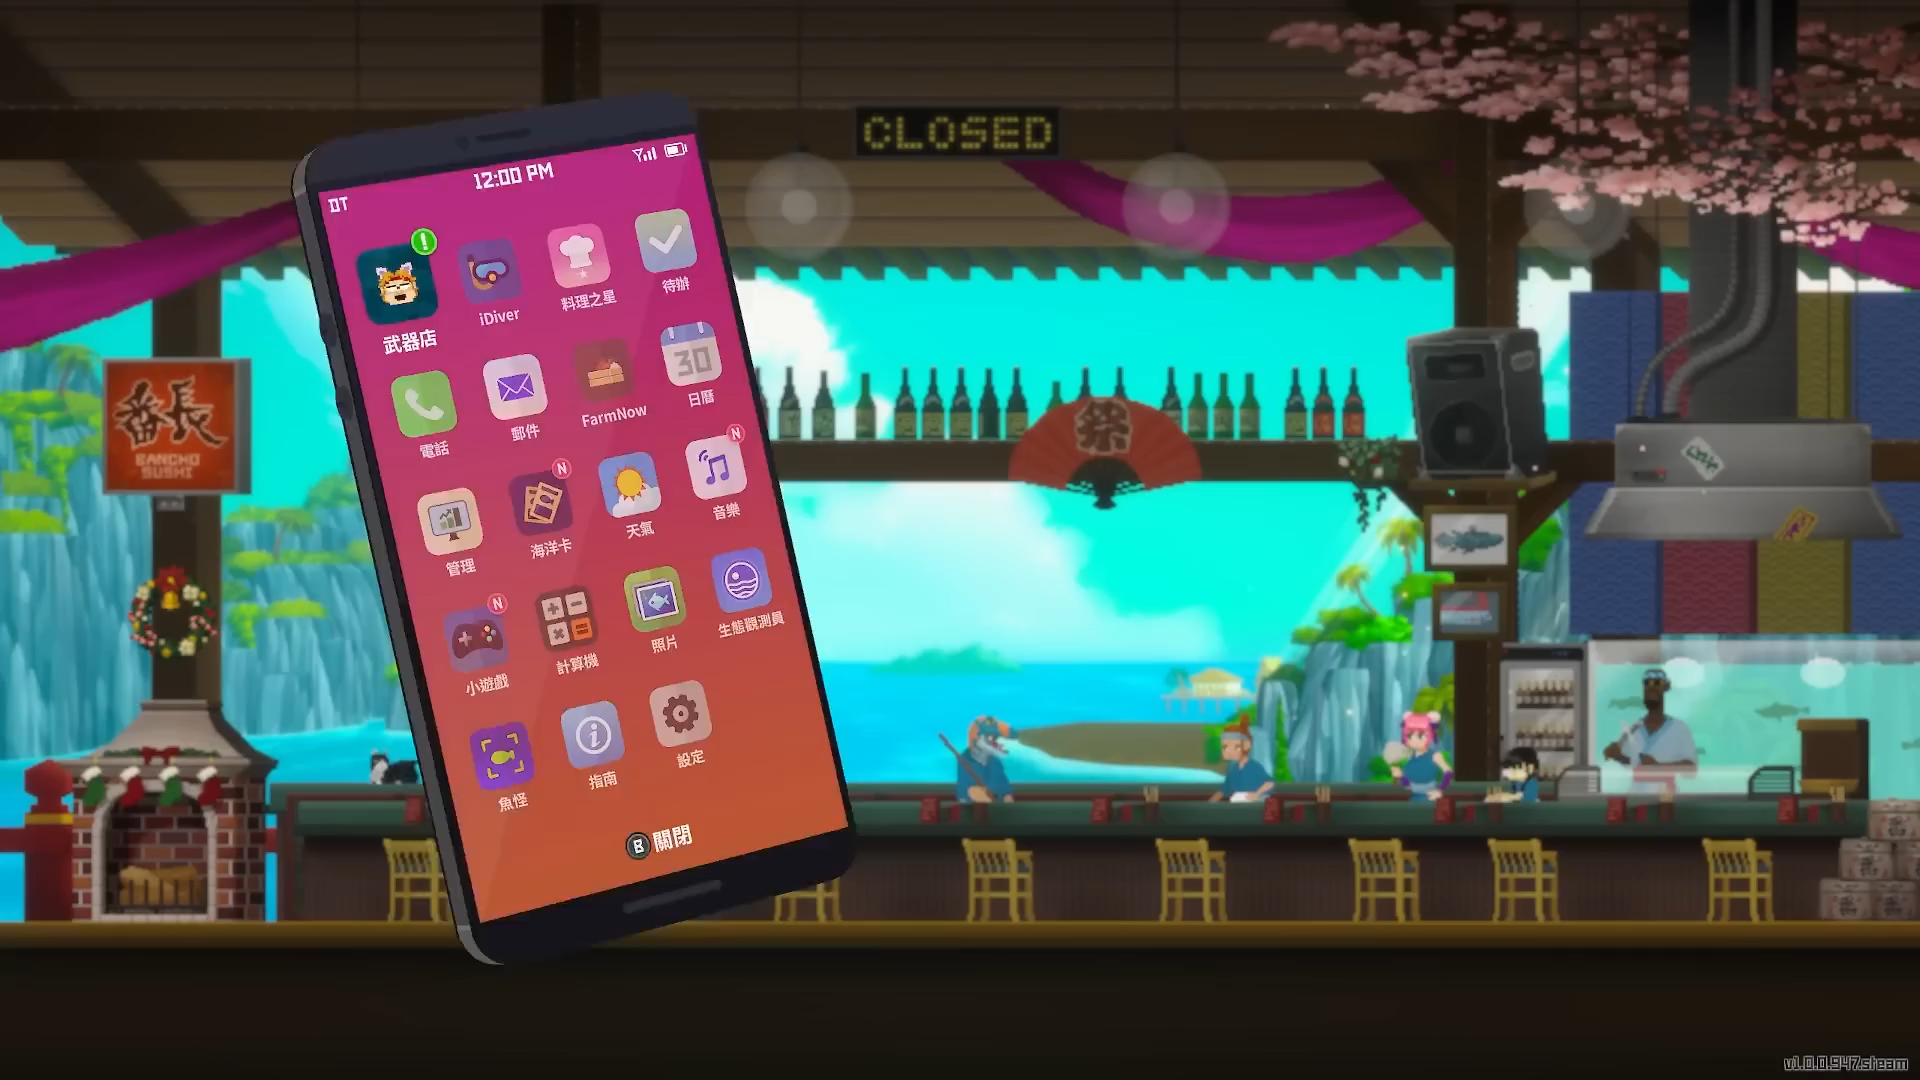 CLOSED
12:00 PM
DT
武器店
iDiver
料理之星
待辦
電話
郵件
FarmNow
30
日曆
管理
N
海洋卡
天氣
N
音樂
N
小遊戲
計算機
照片
生態觀測員
魚怪
指南
設定
B 關閉
番長
BANCHO
SUSHI
祭
v1.0.0.947.steam